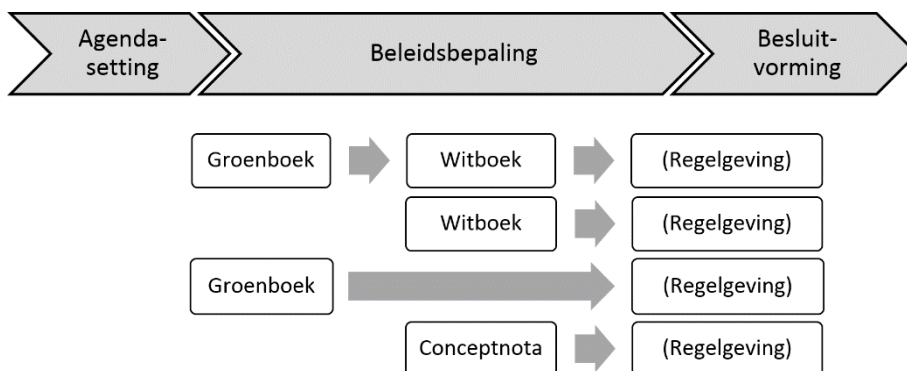 Agenda-
setting
Beleidsbepaling
Besluit-
vorming
Groenboek
Witboek
(Regelgeving)
Witboek
(Regelgeving)
Groenboek
(Regelgeving)
Conceptnota
(Regelgeving)